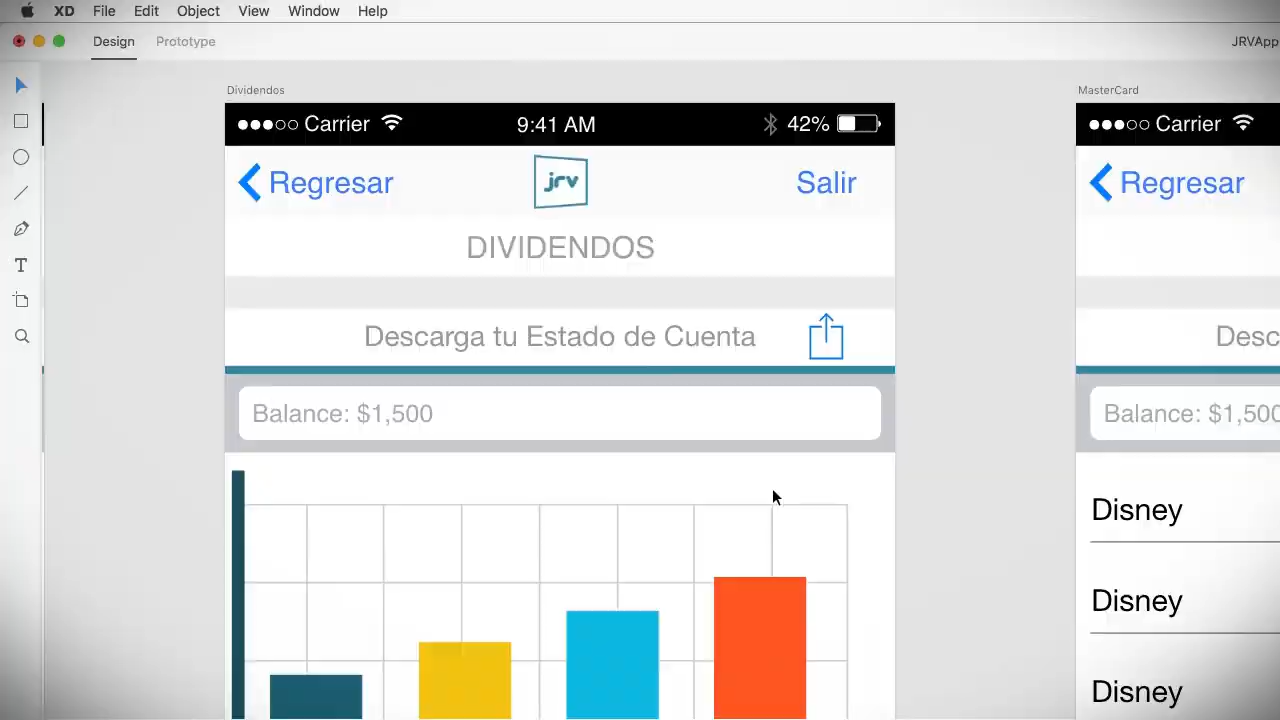 XD File Edit Object View Window Help
Design Prototype JRVApp
Dividendos
Carrier 9:41 AM 42%
Regresar jrv Salir
DIVIDENDOS
Descarga tu Estado de Cuenta
Balance: $1,500
MasterCard
Carrier
Regresar
Desc
Balance: $1,500
Disney
Disney
Disney